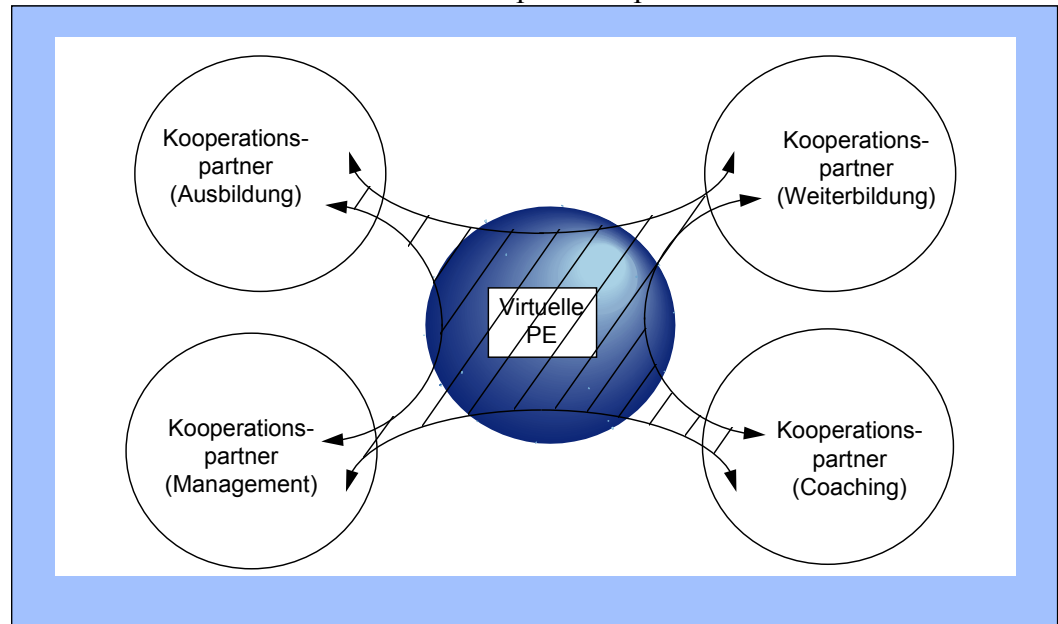 Kooperations-
partner
(Ausbildung)
Kooperations-
partner
(Weiterbildung)
Virtuelle
PE
Kooperations-
partner
(Management)
Kooperations-
partner
(Coaching)